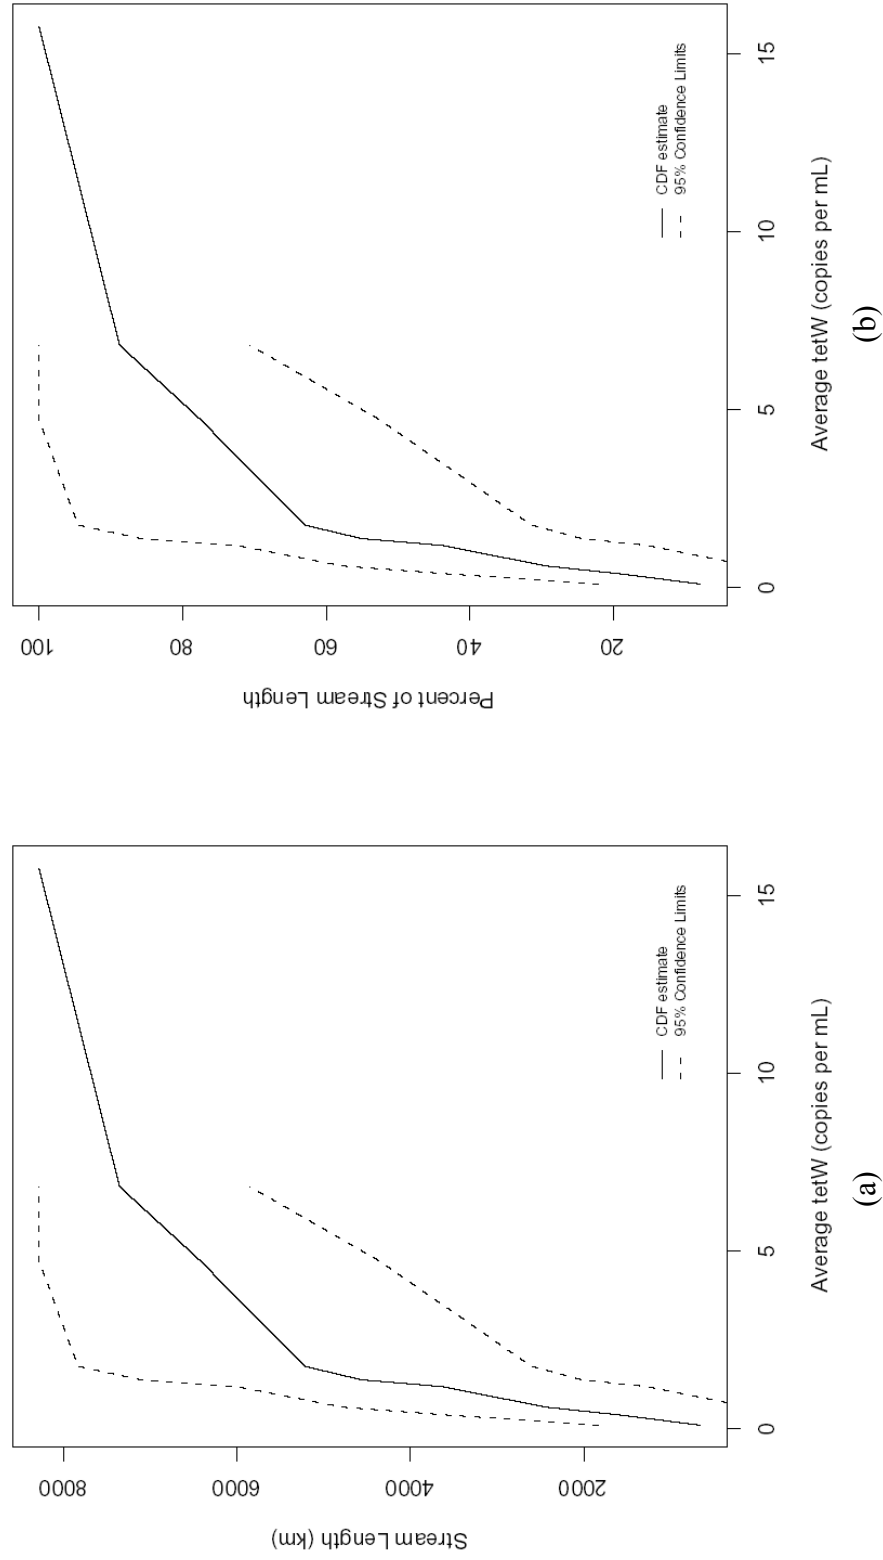 100
80
60
40
20
Percent of Stream Length
0
5
10
15
Average tetW (copies per mL)
CDF estimate
95% Confidence Limits
(b)
8000
6000
4000
2000
Stream Length (km)
0
5
10
15
Average tetW (copies per mL)
CDF estimate
95% Confidence Limits
(a)